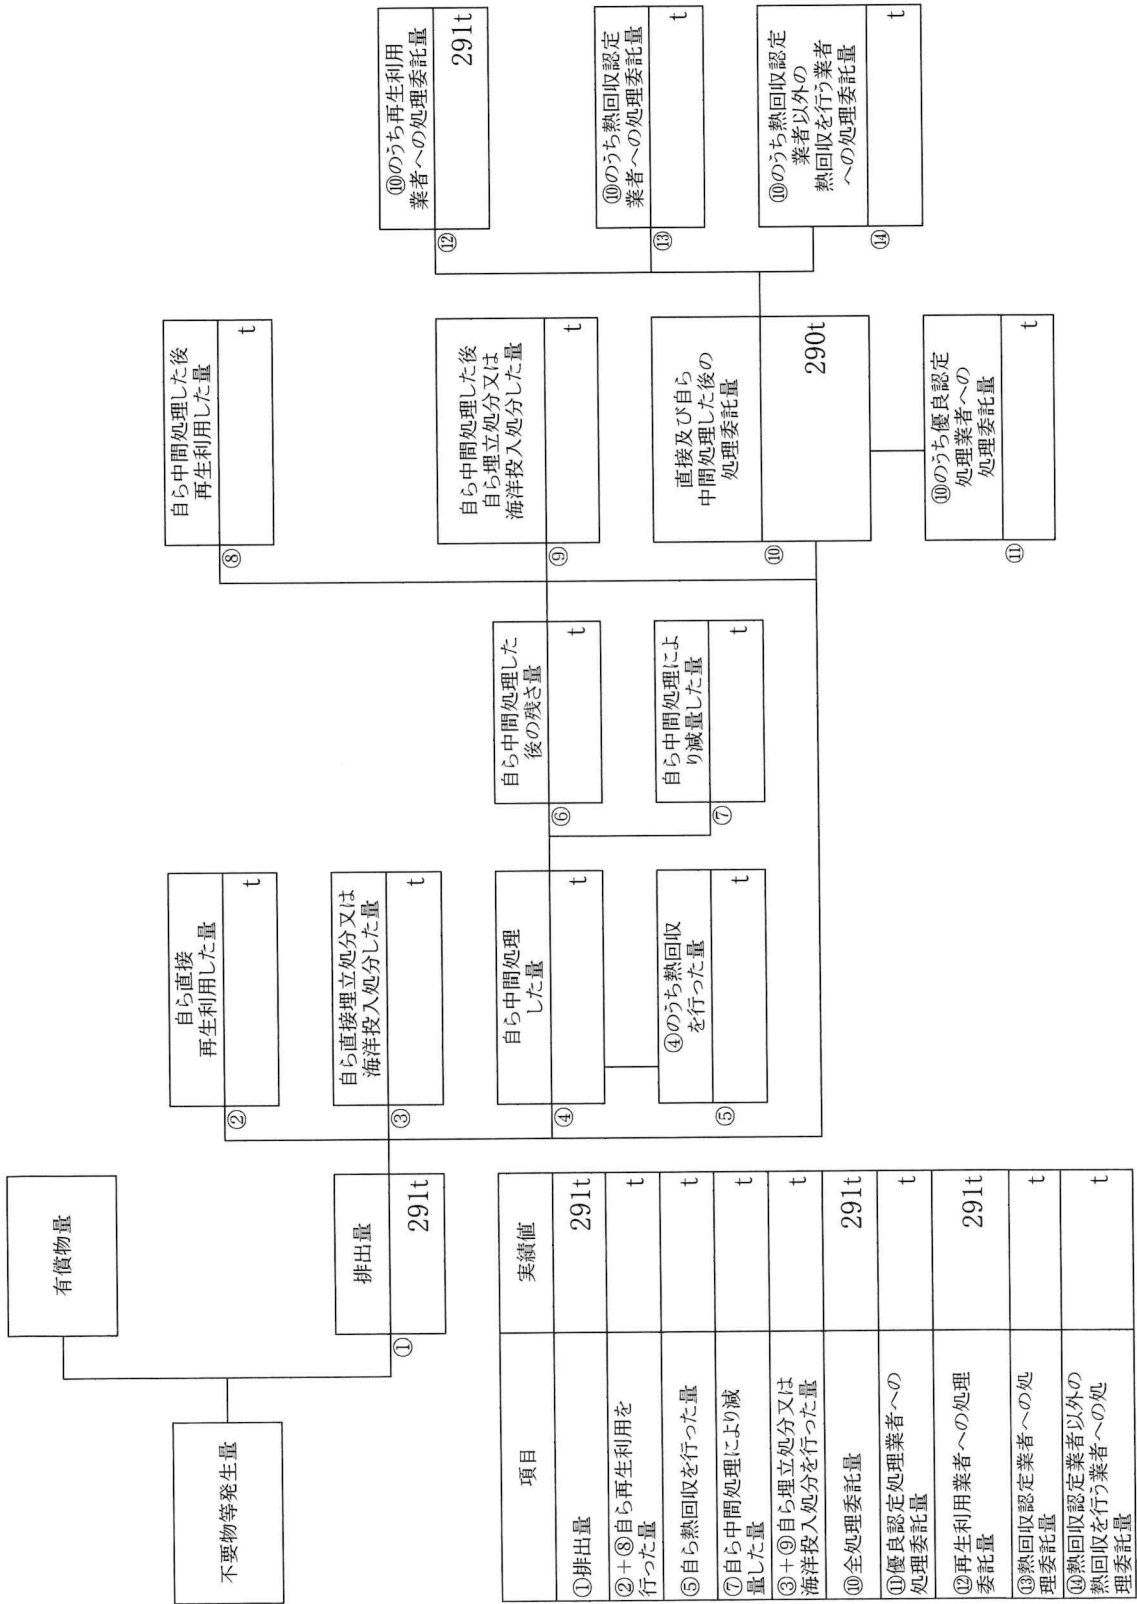 不要物等発生量
有償物量
排出量
①
291t
自ら直接
再生利用した量
②
t
自ら直接埋立処分又は
海洋投入処分した量
③
t
自ら中間処理
した量
④
t
④のうち熱回収
を行った量
⑤
t
自ら中間処理した
後の残さ量
⑥
t
自ら中間処理によ
り減量した量
⑦
t
自ら中間処理した後
再生利用した量
⑧
t
自ら中間処理した後
自ら埋立処分又は
海洋投入処分した量
⑨
t
直接及び自ら
中間処理した後の
処理委託量
⑩
290t
⑩のうち優良認定
処理業者への
処理委託量
⑪
t
⑩のうち再生利用
業者への処理委託量
⑫
291t
⑩のうち熱回収認定
業者への処理委託量
⑬
t
⑩のうち熱回収認定
業者以外の
熱回収を行う業者
への処理委託量
⑭
t
項目 実績値
①排出量 291t
②+⑧自ら再生利用を
行った量 t
⑤自ら熱回収を行った量 t
⑦自ら中間処理により減
量した量 t
③+⑨自ら埋立処分又は
海洋投入処分を行った量 t
⑩全処理委託量 291t
⑪優良認定処理業者への
処理委託量 t
⑫再生利用業者への処理
委託量 291t
⑬熱回収認定業者への処
理委託量 t
⑭熱回収認定業者以外の
熱回収を行う業者への処
理委託量 t